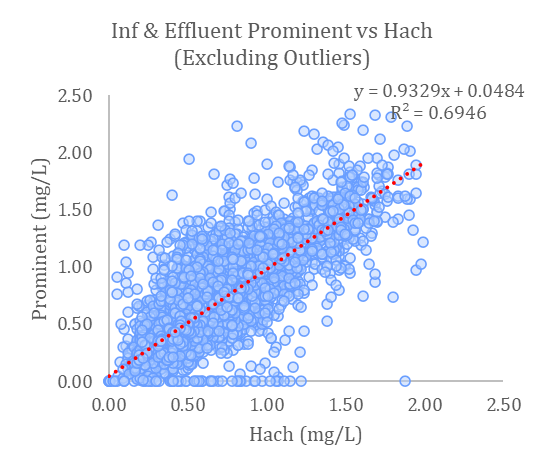 Inf & Effluent Prominent vs Hach
(Excluding Outliers)
y = 0.9329x + 0.0484
R² = 0.6946
2.50
2.00
1.50
1.00
0.50
0.00
Prominent (mg/L)
0.00 0.50 1.00 1.50 2.00 2.50
Hach (mg/L)